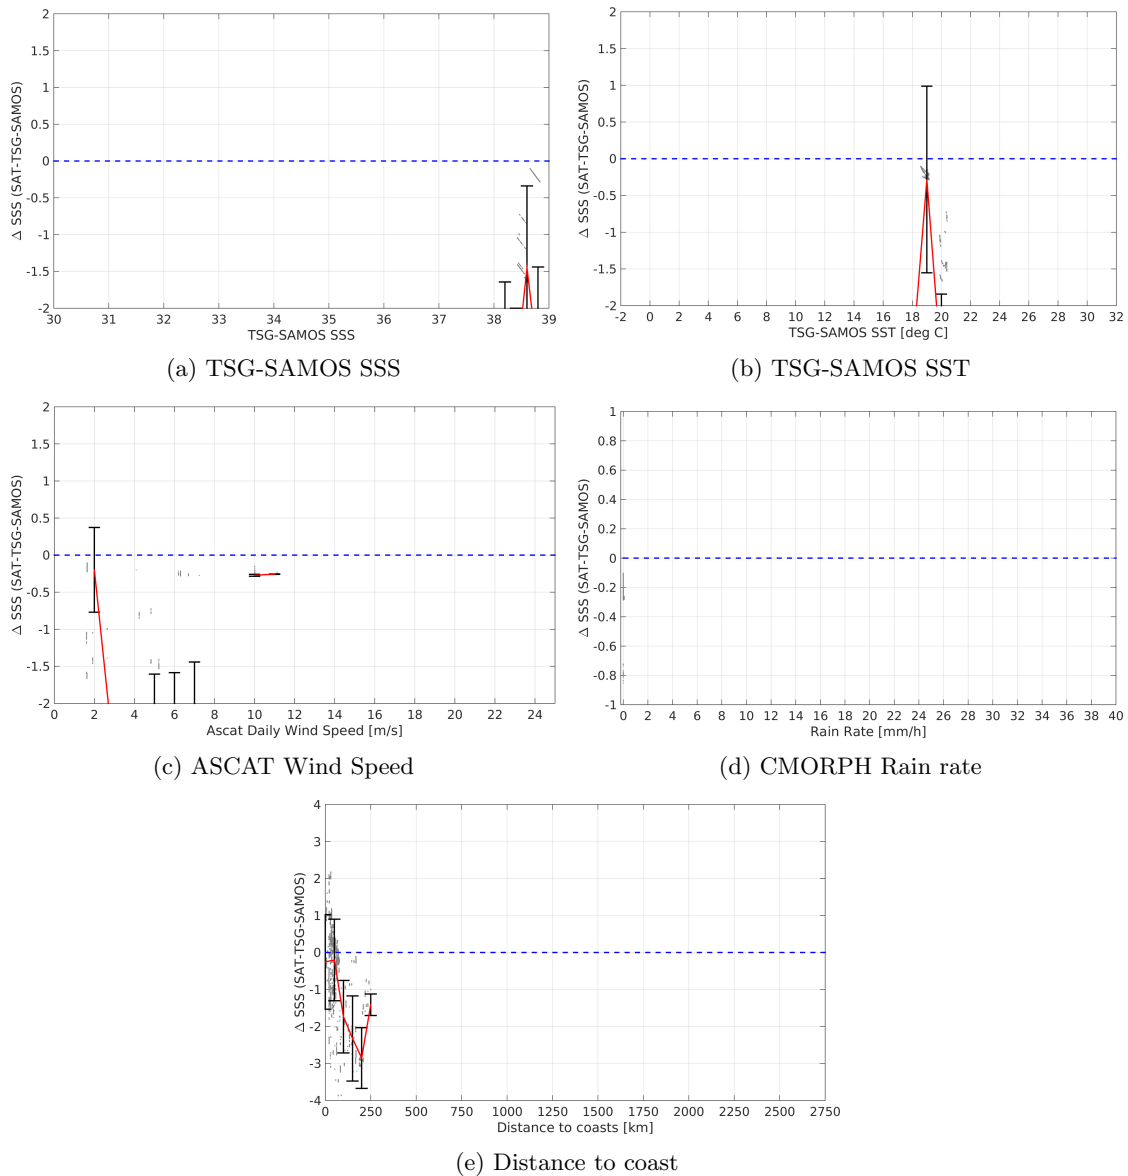 2
1.5
1
0.5
0
-0.5
-1
-1.5
-2
Δ SSS (SAT-TSG-SAMOS)
30 31 32 33 34 35 36 37 38 39
TSG-SAMOS SSS
(a) TSG-SAMOS SSS
2
1.5
1
0.5
0
-0.5
-1
-1.5
-2
Δ SSS (SAT-TSG-SAMOS)
-2 0 2 4 6 8 10 12 14 16 18 20 22 24 26 28 30 32
TSG-SAMOS SST [deg C]
(b) TSG-SAMOS SST
2
1.5
1
0.5
0
-0.5
-1
-1.5
-2
Δ SSS (SAT-TSG-SAMOS)
0 2 4 6 8 10 12 14 16 18 20 22 24
Ascat Daily Wind Speed [m/s]
(c) ASCAT Wind Speed
1
0.8
0.6
0.4
0.2
0
-0.2
-0.4
-0.6
-0.8
-1
Δ SSS (SAT-TSG-SAMOS)
0 2 4 6 8 10 12 14 16 18 20 22 24 26 28 30 32 34 36 38 40
Rain Rate [mm/h]
(d) CMORPH Rain rate
4
3
2
1
0
-1
-2
-3
-4
Δ SSS (SAT-TSG-SAMOS)
0 250 500 750 1000 1250 1500 1750 2000 2250 2500 2750
Distance to coasts [km]
(e) Distance to coast